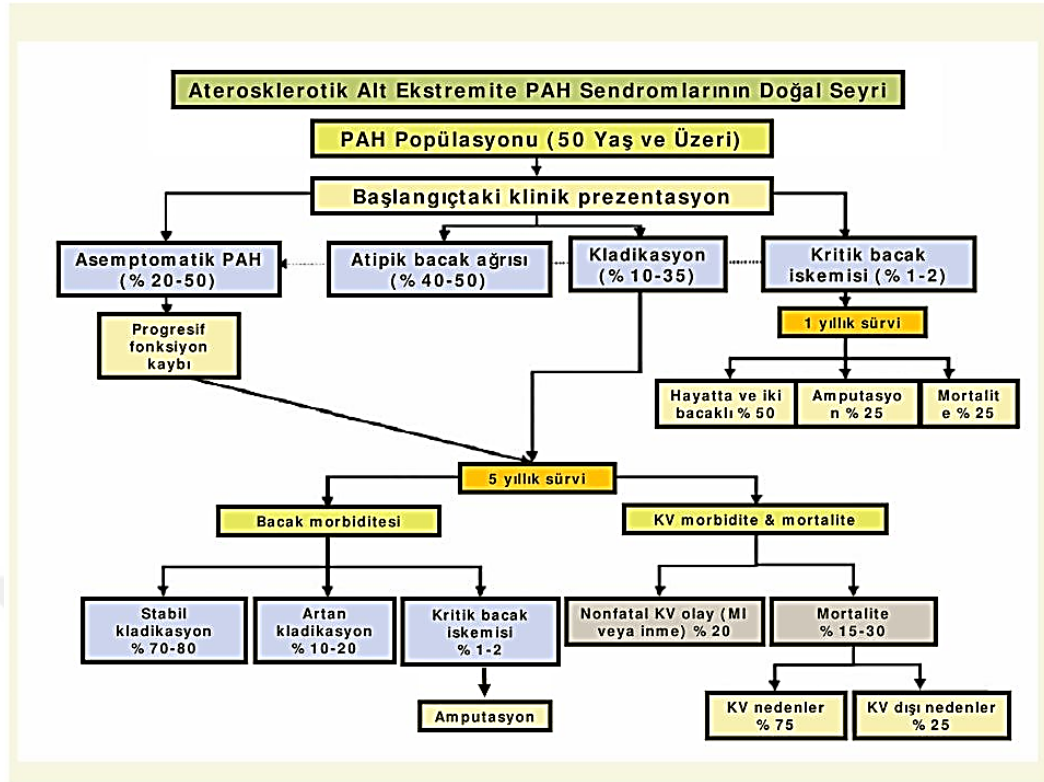 Aterosklerotik Alt Ekstremite PAH Sendromlarının Doğal Seyri
PAH Popülasyonu (50 Yaş ve Üzeri)
Başlangıçtaki klinik prezentasyon
Asemptomatik PAH
(% 20-50)
Atipik bacak ağrısı
(% 40-50)
Kladikasyon
(% 10-35)
Kritik bacak
iskemisi (% 1-2)
Progresif
fonksiyon
kaybı
1 yıllık sürvi
Hayatta ve iki
bacaklı % 50
Amputasyo
n % 25
Mortalit
e % 25
5 yıllık sürvi
Bacak morbiditesi
KV morbidite & mortalite
Stabil
kladikasyon
% 70-80
Artan
kladikasyon
% 10-20
Kritik bacak
iskemisi
% 1-2
Nonfatal KV olay (MI
veya inme) % 20
Mortalite
% 15-30
Amputasyon
KV nedenler
% 75
KV dışı nedenler
% 25